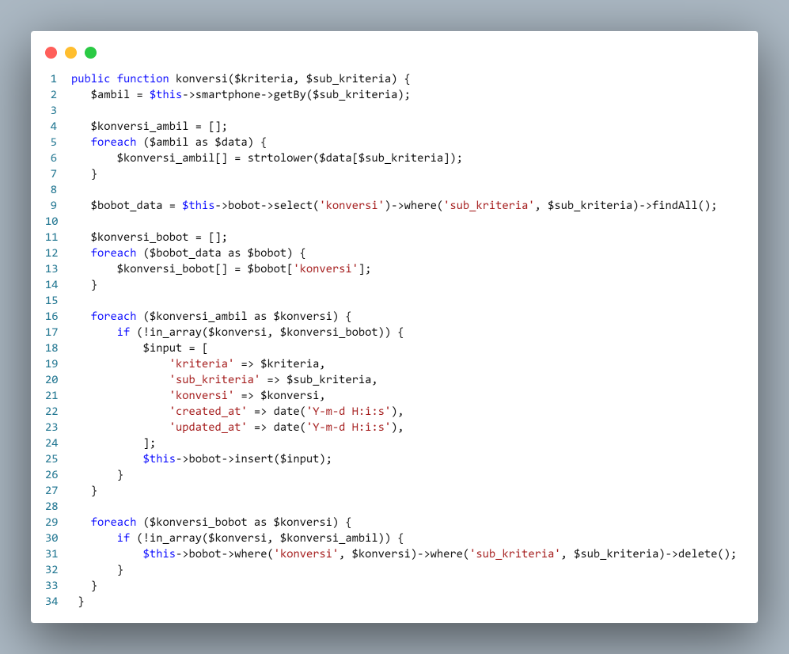 1 public function konversi($kriteria, $sub_kriteria) {
2 $ambil = $this->smartphone->getBy($sub_kriteria);
3
4 $konversi_ambil = [];
5 foreach ($ambil as $data) {
6 $konversi_ambil[] = strtolower($data[$sub_kriteria]);
7 }
8
9 $bobot_data = $this->bobot->select('konversi')->where('sub_kriteria', $sub_kriteria)->findAll();
10
11 $konversi_bobot = [];
12 foreach ($bobot_data as $bobot) {
13 $konversi_bobot[] = $bobot['konversi'];
14 }
15
16 foreach ($konversi_ambil as $konversi) {
17 if (!in_array($konversi, $konversi_bobot)) {
18 $input = [
19 'kriteria' => $kriteria,
20 'sub_kriteria' => $sub_kriteria,
21 'konversi' => $konversi,
22 'created_at' => date('Y-m-d H:i:s'),
23 'updated_at' => date('Y-m-d H:i:s'),
24 ];
25 $this->bobot->insert($input);
26 }
27 }
28
29 foreach ($konversi_bobot as $konversi) {
30 if (!in_array($konversi, $konversi_ambil)) {
31 $this->bobot->where('konversi', $konversi)->where('sub_kriteria', $sub_kriteria)->delete();
32 }
33 }
34 }